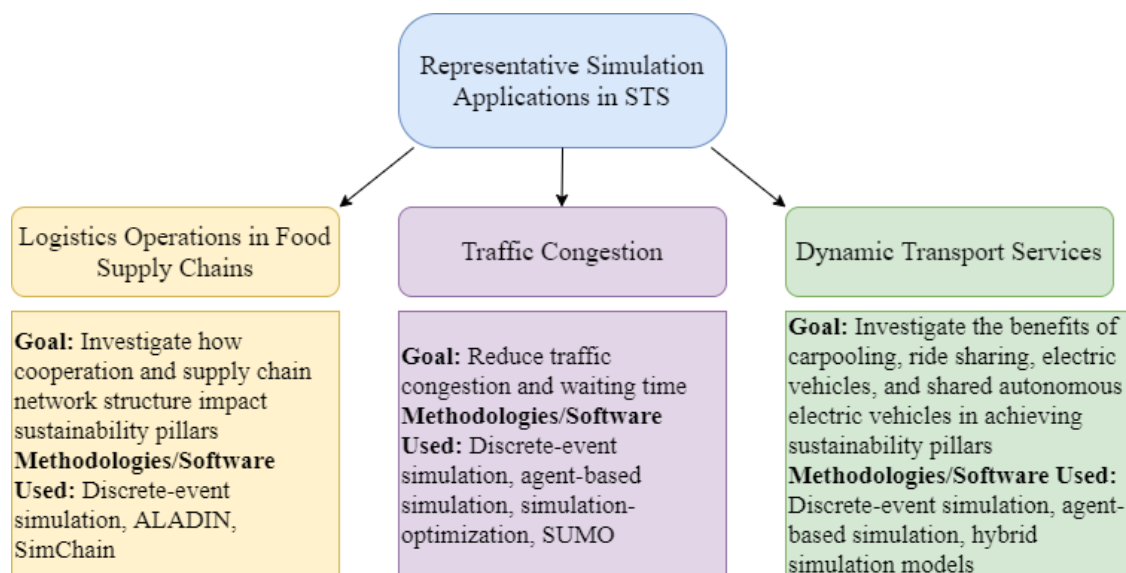 Representative Simulation
Applications in STS
Logistics Operations in Food
Supply Chains
Goal: Investigate how
cooperation and supply chain
network structure impact
sustainability pillars
Methodologies/Software
Used: Discrete-event
simulation, ALADIN,
SimChain
Traffic Congestion
Goal: Reduce traffic
congestion and waiting time
Methodologies/Software
Used: Discrete-event
simulation, agent-based
simulation, simulation-
optimization, SUMO
Dynamic Transport Services
Goal: Investigate the benefits of
carpooling, ride sharing, electric
vehicles, and shared autonomous
electric vehicles in achieving
sustainability pillars
Methodologies/Software Used:
Discrete-event simulation, agent-
based simulation, hybrid
simulation models